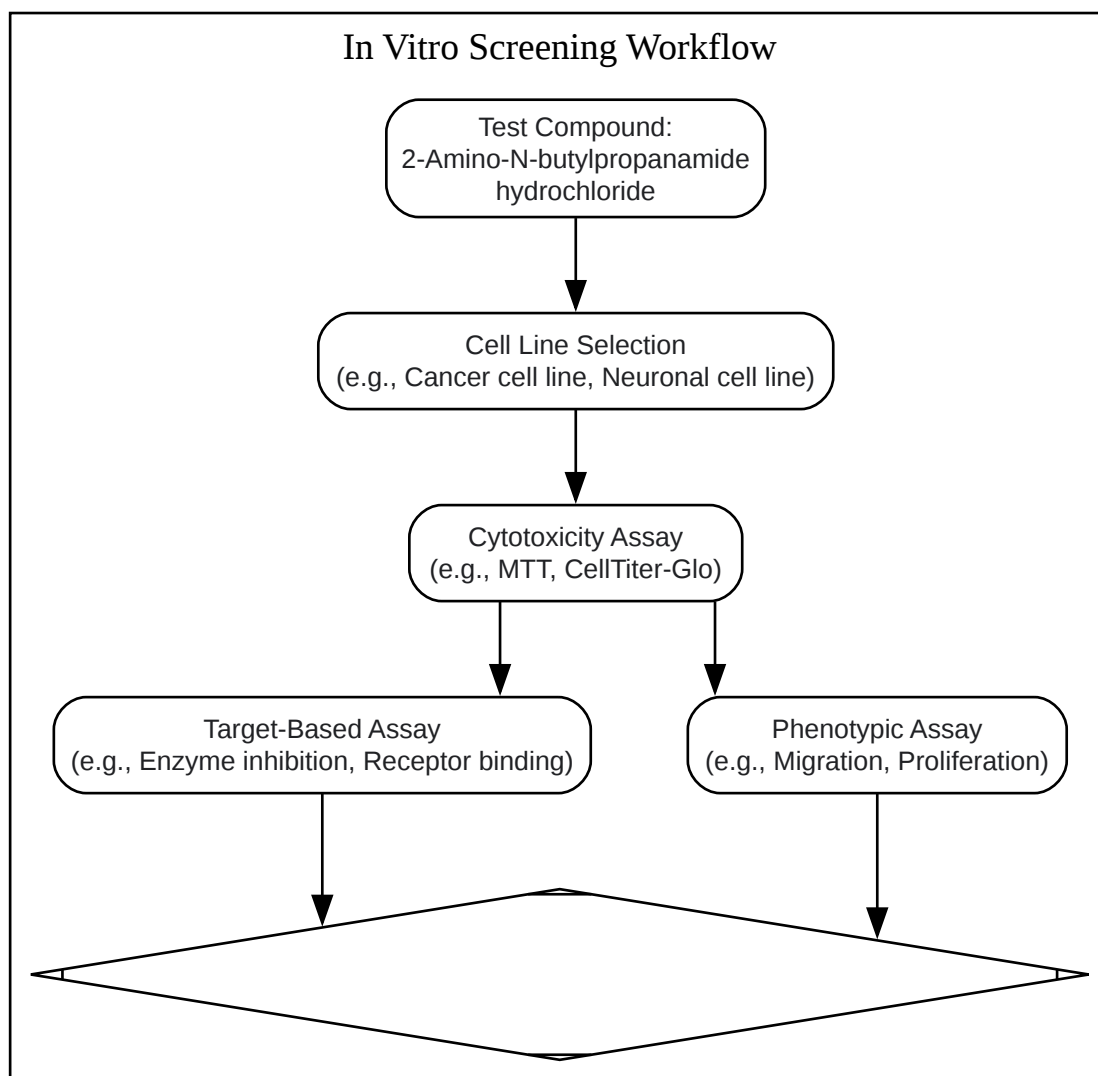 In Vitro Screening Workflow
Test Compound:
2-Amino-N-butylpropanamide
hydrochloride
Cell Line Selection
(e.g., Cancer cell line, Neuronal cell line)
Cytotoxicity Assay
(e.g., MTT, CellTiter-Glo)
Target-Based Assay
(e.g., Enzyme inhibition, Receptor binding)
Phenotypic Assay
(e.g., Migration, Proliferation)